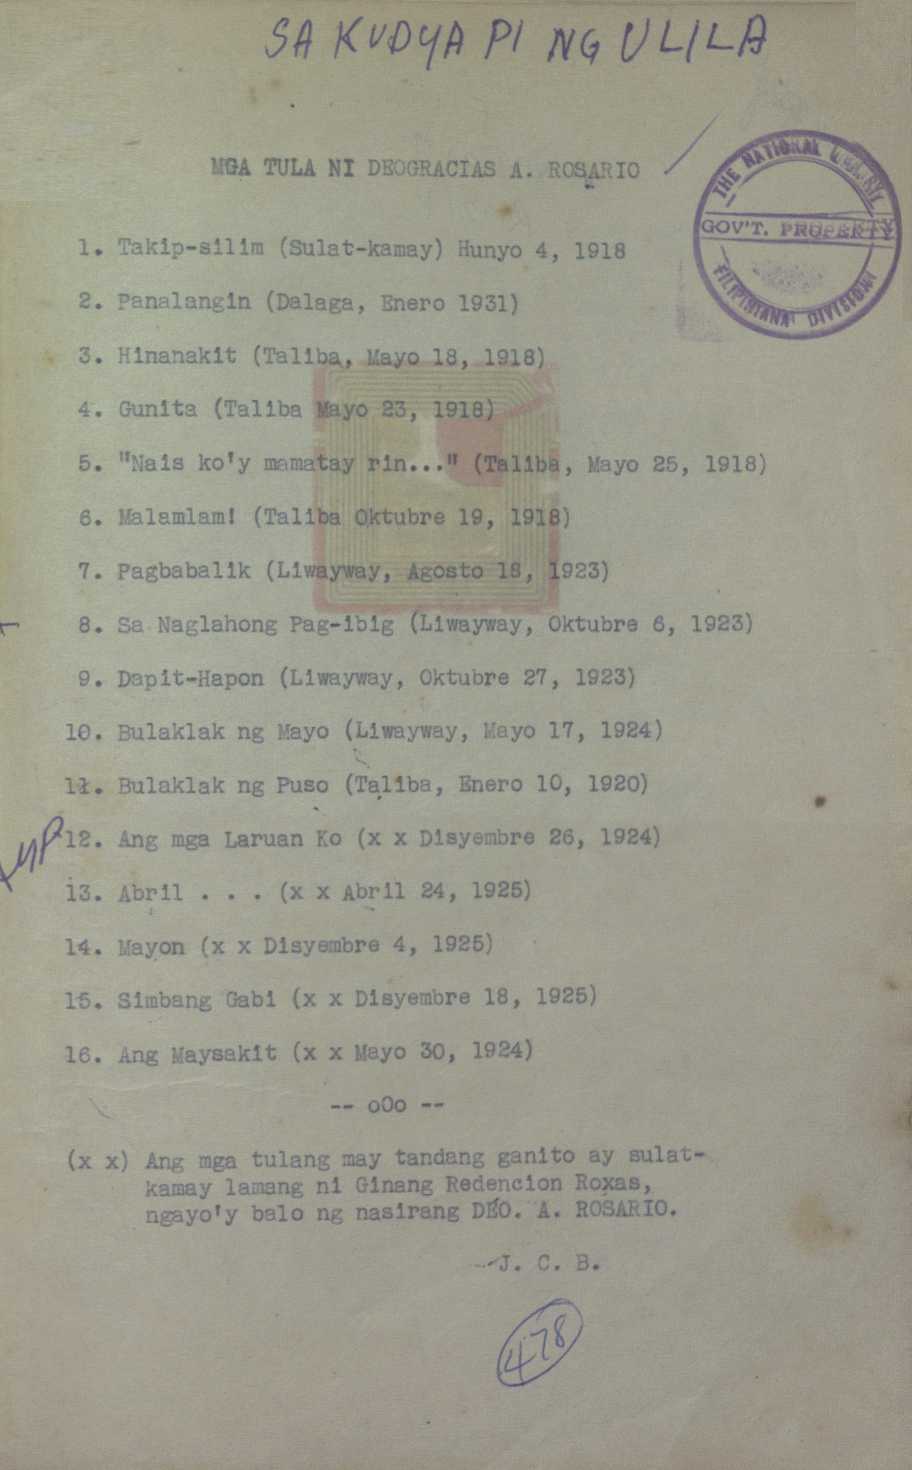 SA KUDYAPI NG ULILA
MGA TULA NI DEOGRACIAS A. ROSARIO
THE NATIONAL LIBRARY
GOV'T. PROPERTY
FILIPINIANA DIVISION
1. Takip-silim (Sulat-kamay) Hunyo 4, 1918
2. Panalangin (Dalaga, Enero 1931)
3. Hinanakit (Taliba, Mayo 18, 1918)
4. Gunita (Taliba Mayo 23, 1918)
5. "Nais ko'y mamatay rin..." (Taliba, Mayo 25, 1918)
6. Malamlam! (Taliba Oktubre 19, 1918)
7. Pagbabalik (Liwayway, Agosto 18, 1923)
8. Sa Naglahong Pag-ibig (Liwayway, Oktubre 6, 1923)
9. Dapit-Hapon (Liwayway, Oktubre 27, 1923)
10. Bulaklak ng Mayo (Liwayway, Mayo 17, 1924)
11. Bulaklak ng Puso (Taliba, Enero 10, 1920)
12. Ang mga Laruan Ko (x x Disyembre 26, 1924)
13. Abril . . . (x x Abril 24, 1925)
14. Mayon (x x Disyembre 4, 1925)
15. Simbang Gabi (x x Disyembre 18, 1925)
16. Ang Maysakit (x x Mayo 30, 1924)
-- oOo --
(x x) Ang mga tulang may tandang ganito ay sulat-
kamay lamang ni Ginang Redencion Roxas,
ngayo'y balo ng nasirang DEO. A. ROSARIO.
--J. C. B.
478